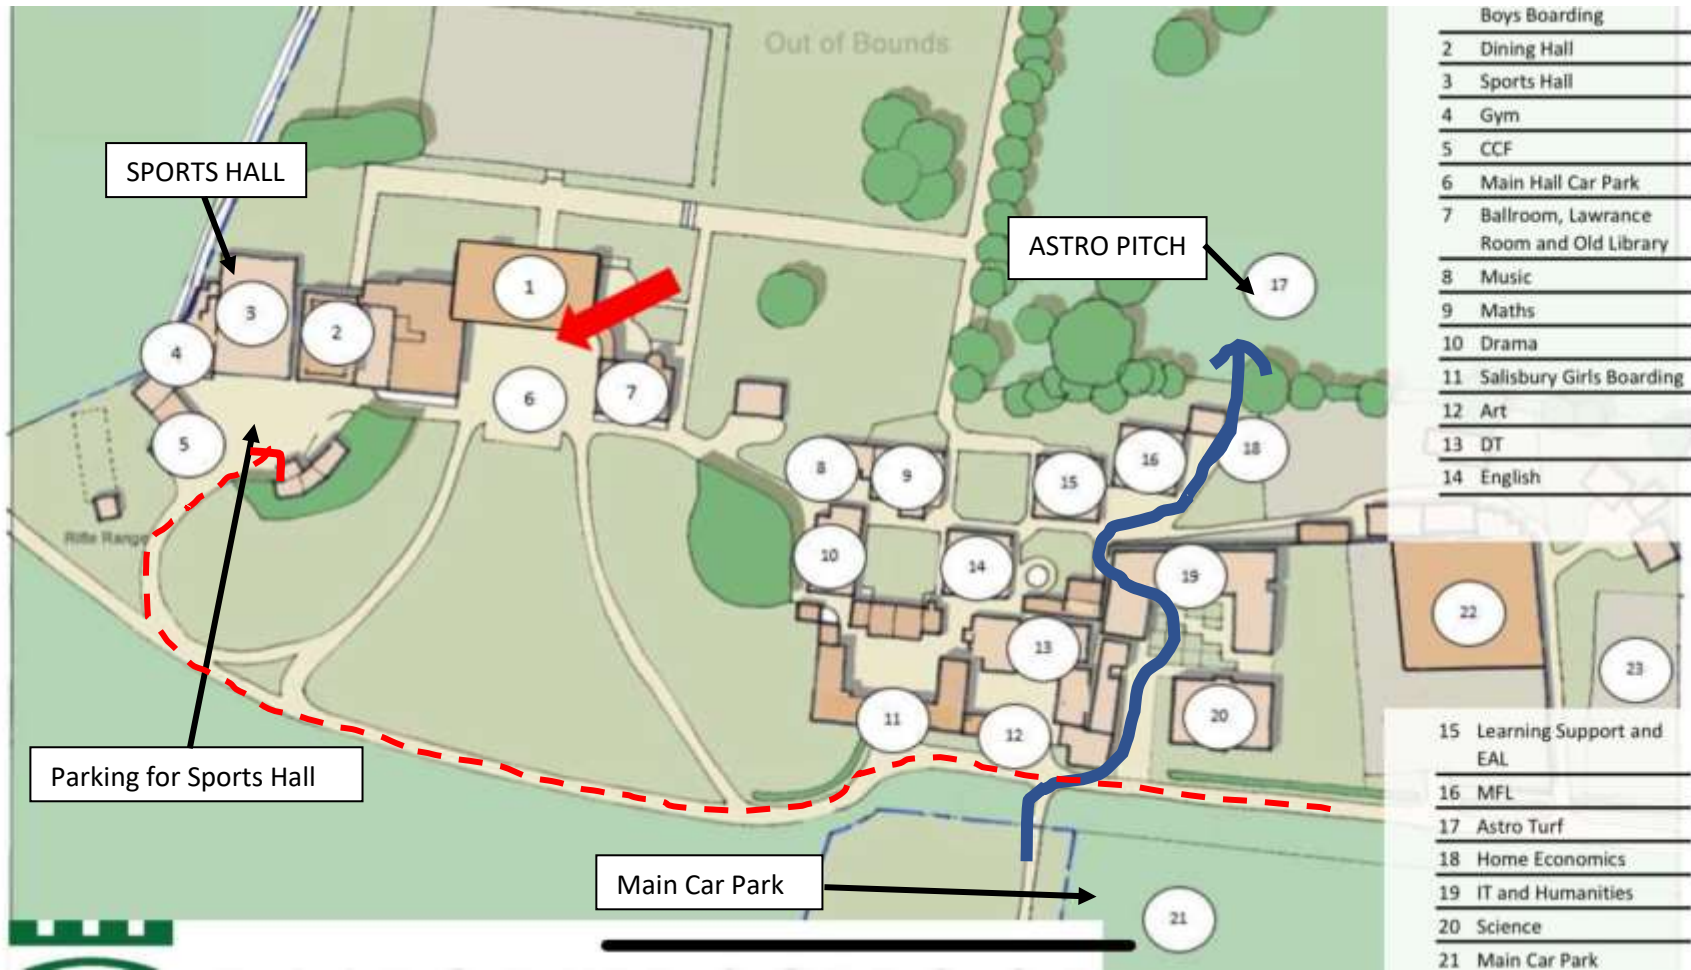 Out of Bounds
SPORTS HALL
ASTRO PITCH
17
1
3
2
4
6
7
5
Rifle Range
8
9
15
16
18
10
14
19
13
11
12
20
22
23
Parking for Sports Hall
Main Car Park
21
Boys Boarding
2 Dining Hall
3 Sports Hall
4 Gym
5 CCF
6 Main Hall Car Park
7 Ballroom, Lawrance
Room and Old Library
8 Music
9 Maths
10 Drama
11 Salisbury Girls Boarding
12 Art
13 DT
14 English
15 Learning Support and
EAL
16 MFL
17 Astro Turf
18 Home Economics
19 IT and Humanities
20 Science
21 Main Car Park